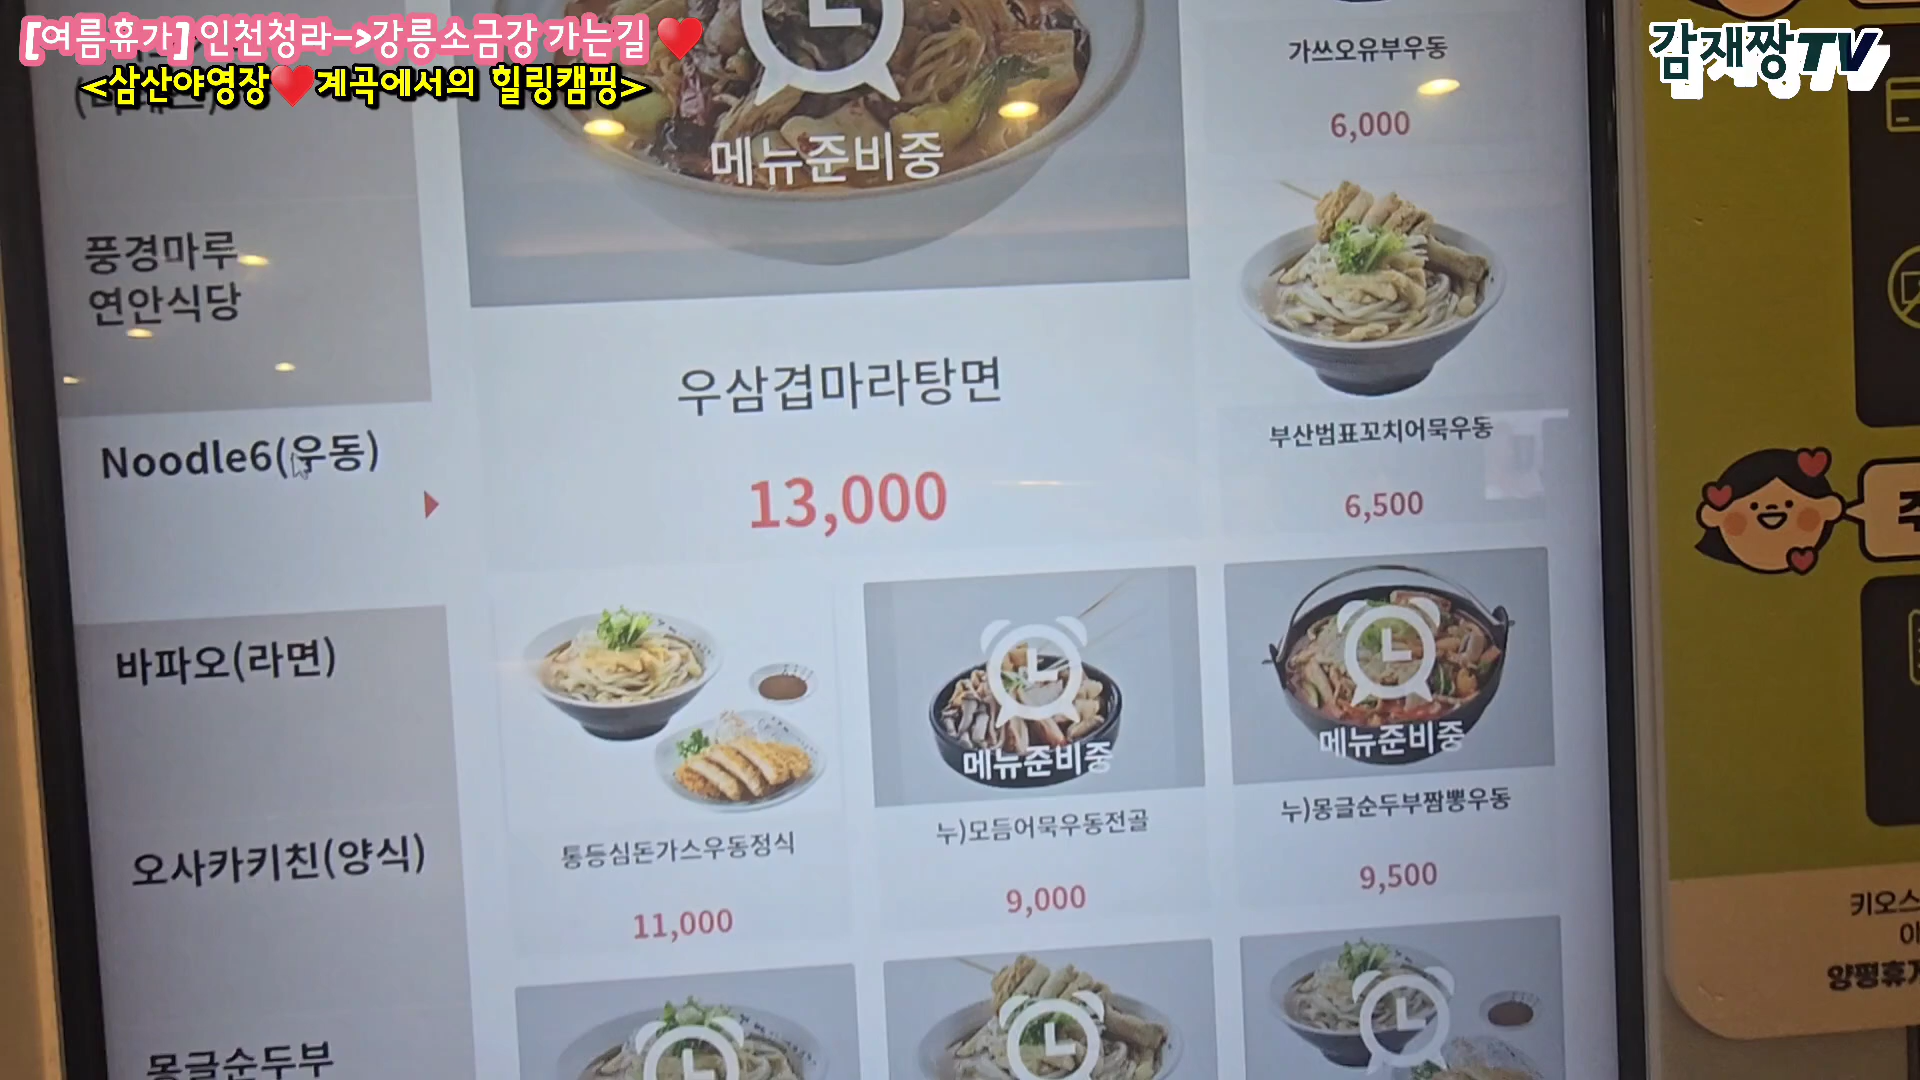 [여름휴가] 인천청라->강릉소금강 가는길
<삼산야영장 계곡에서의 힐링캠핑>
감재짱TV
풍경마루
연안식당
Noodle6(우동)
바파오(라면)
오사카키친(양식)
몽글순두부
메뉴준비중
우삼겹마라탕면
13,000
가쓰오유부우동
6,000
부산범표꼬치어묵우동
6,500
통등심돈가스우동정식
11,000
메뉴준비중
누)모듬어묵우동전골
9,000
메뉴준비중
누)몽글순두부짬뽕우동
9,500
키오스
양평휴게